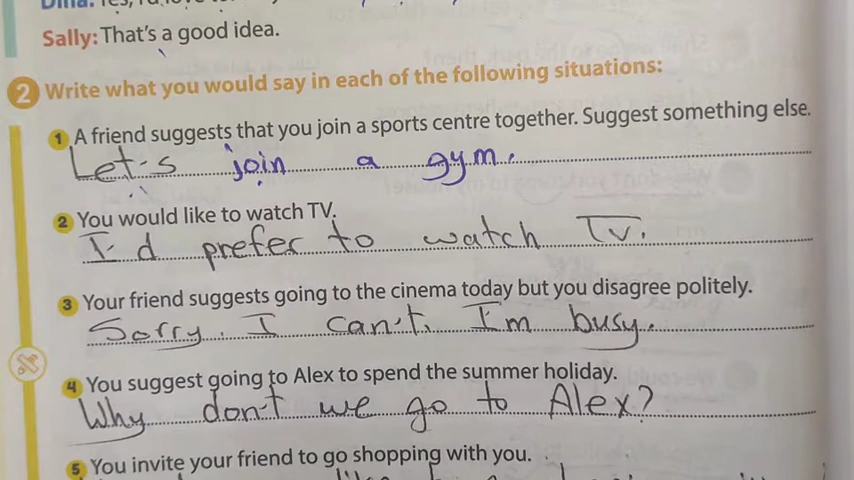 Sally: That's a good idea.
2 Write what you would say in each of the following situations:
1 A friend suggests that you join a sports centre together. Suggest something else.
Let's join a gym.
2 You would like to watch TV.
I'd prefer to watch Tv.
3 Your friend suggests going to the cinema today but you disagree politely.
Sorry. I can't. I'm busy.
4 You suggest going to Alex to spend the summer holiday.
Why don't we go to Alex?
5 You invite your friend to go shopping with you.